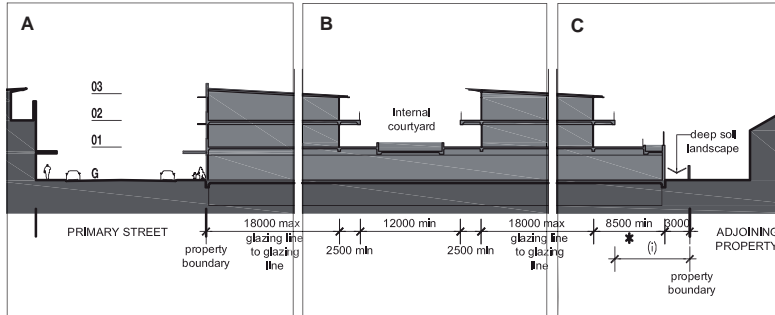 A
B
C
03
02
01
G
Internal
courtyard
deep soil
landscape
PRIMARY STREET
property
boundary
18000 max
glazing line
to glazing
line
2500 min
12000 min
2500 min
18000 max
glazing line
to glazing
line
8500 min
*
3000
(i)
property
boundary
ADJOINING
PROPERTY